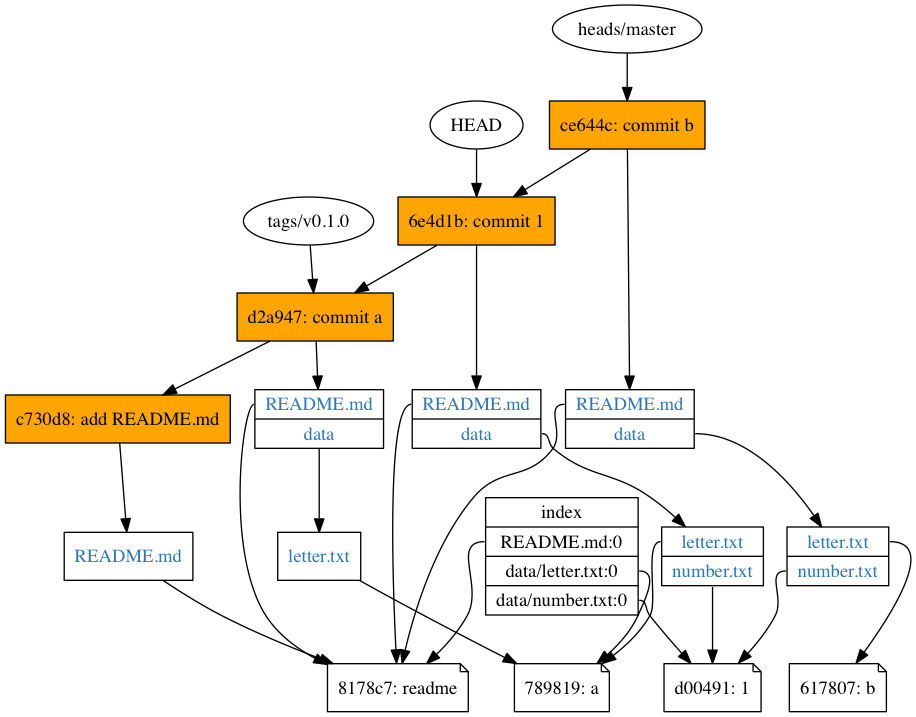 heads/master
HEAD
ce644c: commit b
tags/v0.1.0
6e4d1b: commit 1
d2a947: commit a
c730d8: add README.md
README.md
data
README.md
data
README.md
data
README.md
letter.txt
index
README.md:0
data/letter.txt:0
data/number.txt:0
letter.txt
number.txt
letter.txt
number.txt
8178c7: readme
789819: a
d00491: 1
617807: b